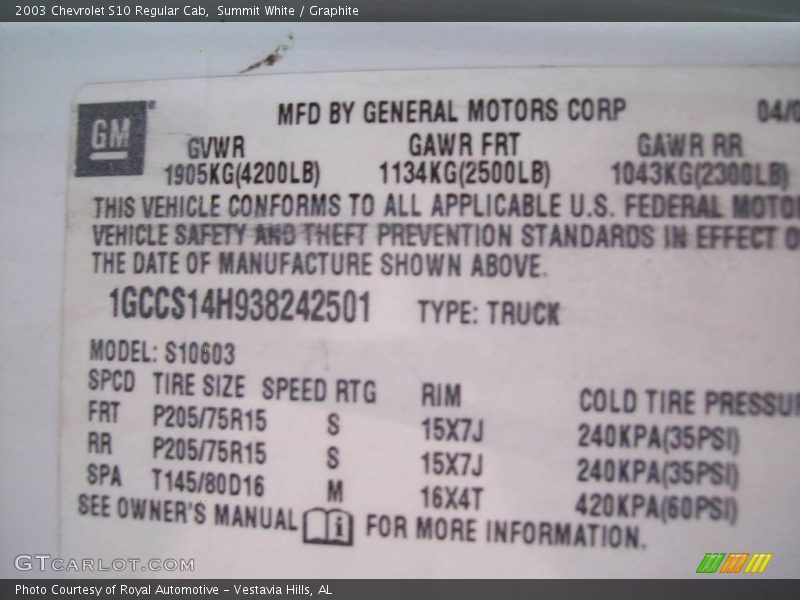 2003 Chevrolet S10 Regular Cab, Summit White / Graphite
MFD BY GENERAL MOTORS CORP 04/0
GM
GVWR GAWR FRT GAWR RR
1905KG(4200LB) 1134KG(2500LB) 1043KG(2300LB)
THIS VEHICLE CONFORMS TO ALL APPLICABLE U.S. FEDERAL MOTO
VEHICLE SAFETY AND THEFT PREVENTION STANDARDS IN EFFECT O
THE DATE OF MANUFACTURE SHOWN ABOVE.
1GCCS14H938242501 TYPE: TRUCK
MODEL: S10603
SPCD TIRE SIZE SPEED RTG RIM COLD TIRE PRESSUR
FRT P205/75R15 S 15X7J 240KPA(35PSI)
RR P205/75R15 S 15X7J 240KPA(35PSI)
SPA T145/80D16 M 16X4T 420KPA(60PSI)
SEE OWNER'S MANUAL i FOR MORE INFORMATION.
GTCARLOT.COM
Photo Courtesy of Royal Automotive – Vestavia Hills, AL